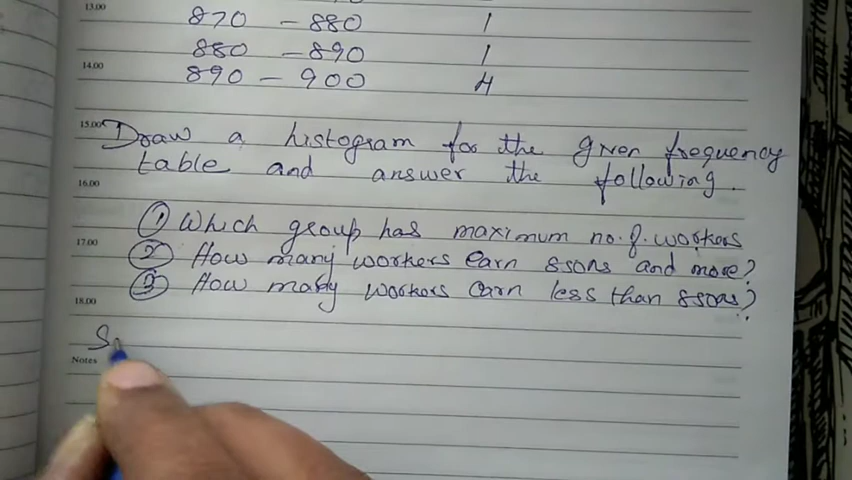 13.00
870 - 880 1
880 - 890 1
14.00
890 - 900 4
15.00
Draw a histogram for the given frequency
table and answer the following.
16.00
① Which group has maximum no. of workers
17.00
② How many workers earn 850rs and more?
③ How many workers earn less than 850rs?
18.00
So
Notes